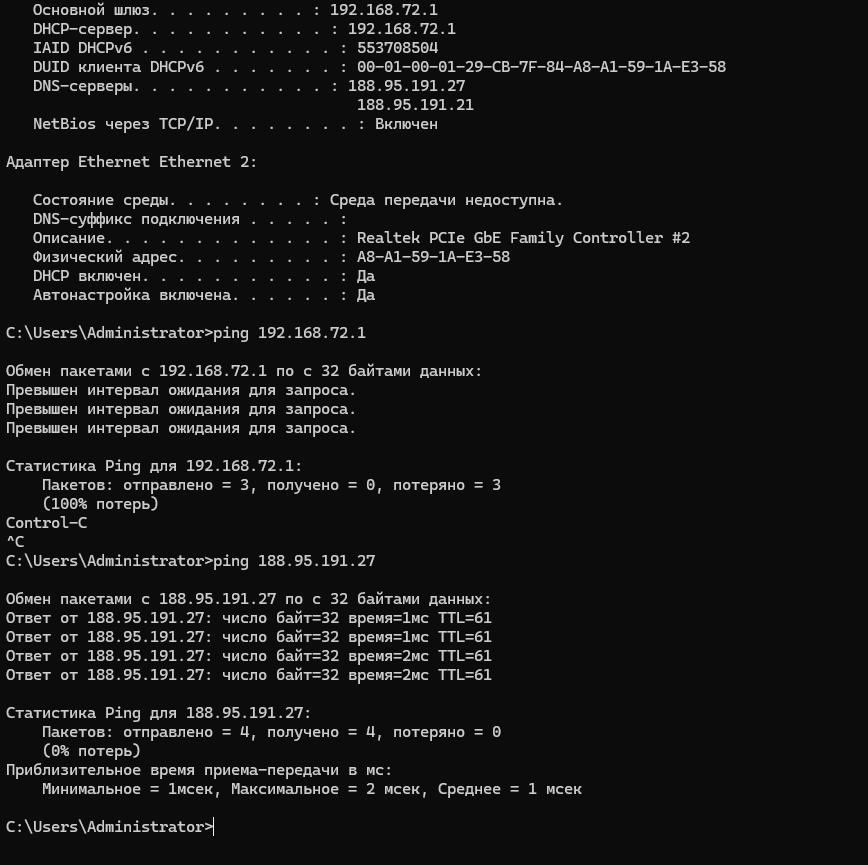 Основной шлюз. . . . . . . . . : 192.168.72.1
DHCP-сервер. . . . . . . . . . . : 192.168.72.1
IAID DHCPv6 . . . . . . . . . . . : 553708504
DUID клиента DHCPv6 . . . . . . . : 00-01-00-01-29-CB-7F-84-A8-A1-59-1A-E3-58
DNS-серверы. . . . . . . . . . . : 188.95.191.27
188.95.191.21
NetBios через TCP/IP. . . . . . . . : Включен
Адаптер Ethernet Ethernet 2:
Состояние среды. . . . . . . . : Среда передачи недоступна.
DNS-суффикс подключения . . . . . :
Описание. . . . . . . . . . . . . : Realtek PCIe GbE Family Controller #2
Физический адрес. . . . . . . . . : A8-A1-59-1A-E3-58
DHCP включен. . . . . . . . . . . : Да
Автонастройка включена. . . . . . : Да
C:\Users\Administrator>ping 192.168.72.1
Обмен пакетами с 192.168.72.1 по с 32 байтами данных:
Превышен интервал ожидания для запроса.
Превышен интервал ожидания для запроса.
Превышен интервал ожидания для запроса.
Статистика Ping для 192.168.72.1:
Пакетов: отправлено = 3, получено = 0, потеряно = 3
(100% потерь)
Control-C
^C
C:\Users\Administrator>ping 188.95.191.27
Обмен пакетами с 188.95.191.27 по с 32 байтами данных:
Ответ от 188.95.191.27: число байт=32 время=1мс TTL=61
Ответ от 188.95.191.27: число байт=32 время=1мс TTL=61
Ответ от 188.95.191.27: число байт=32 время=2мс TTL=61
Ответ от 188.95.191.27: число байт=32 время=2мс TTL=61
Статистика Ping для 188.95.191.27:
Пакетов: отправлено = 4, получено = 4, потеряно = 0
(0% потерь)
Приблизительное время приема-передачи в мс:
Минимальное = 1мсек, Максимальное = 2 мсек, Среднее = 1 мсек
C:\Users\Administrator>